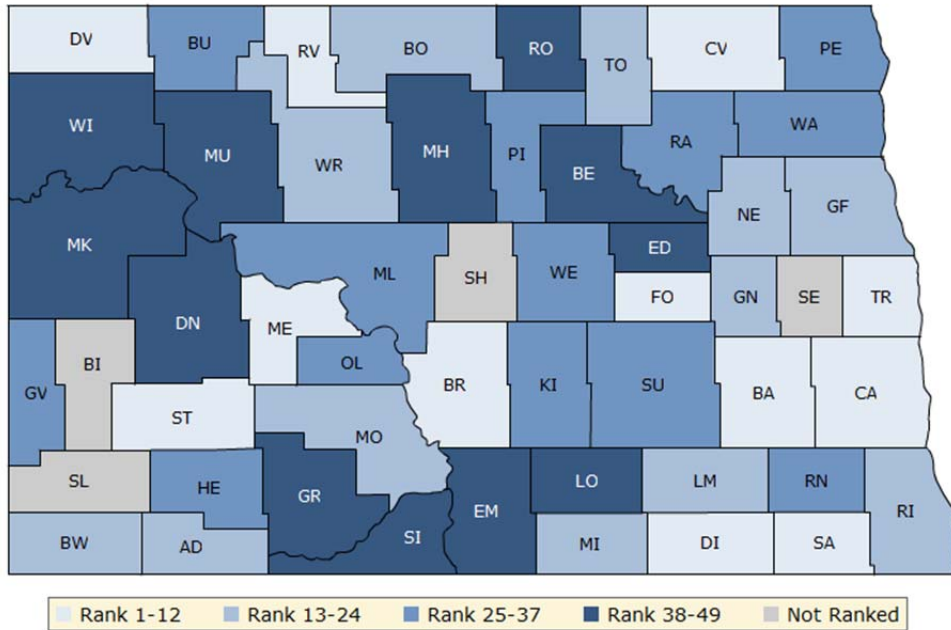 DV BU RV BO RO TO CV PE
WI MU WR MH PI BE RA WA
MK NE GF
DN ML SH WE ED FO GN SE TR
ME
GV BI OL BR KI SU BA CA
ST MO
SL HE GR EM LO LM RN RI
BW AD SI MI DI SA
Rank 1-12 Rank 13-24 Rank 25-37 Rank 38-49 Not Ranked